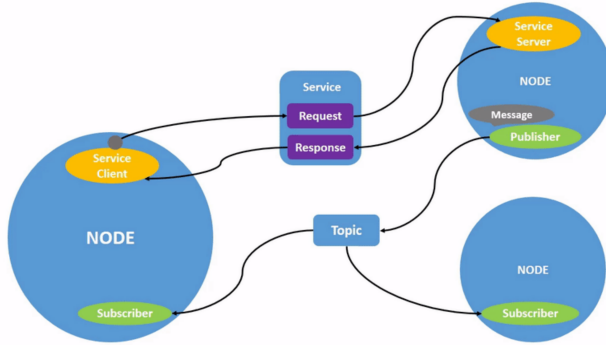 Service
Server
NODE
Message
Publisher
Service
Request
Response
Service
Client
NODE
Subscriber
Topic
NODE
Subscriber